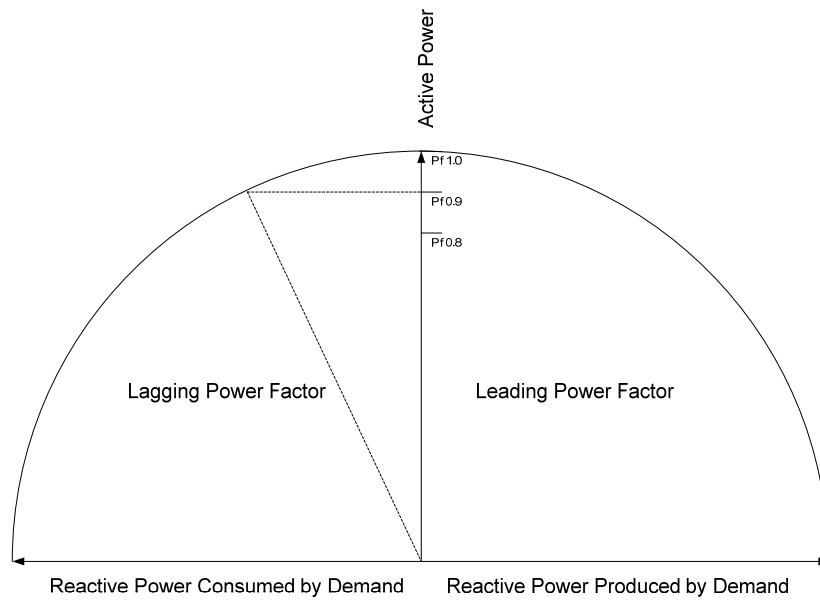 Active Power
Pf 1.0
Pf 0.9
Pf 0.8
Lagging Power Factor
Leading Power Factor
Reactive Power Consumed by Demand
Reactive Power Produced by Demand